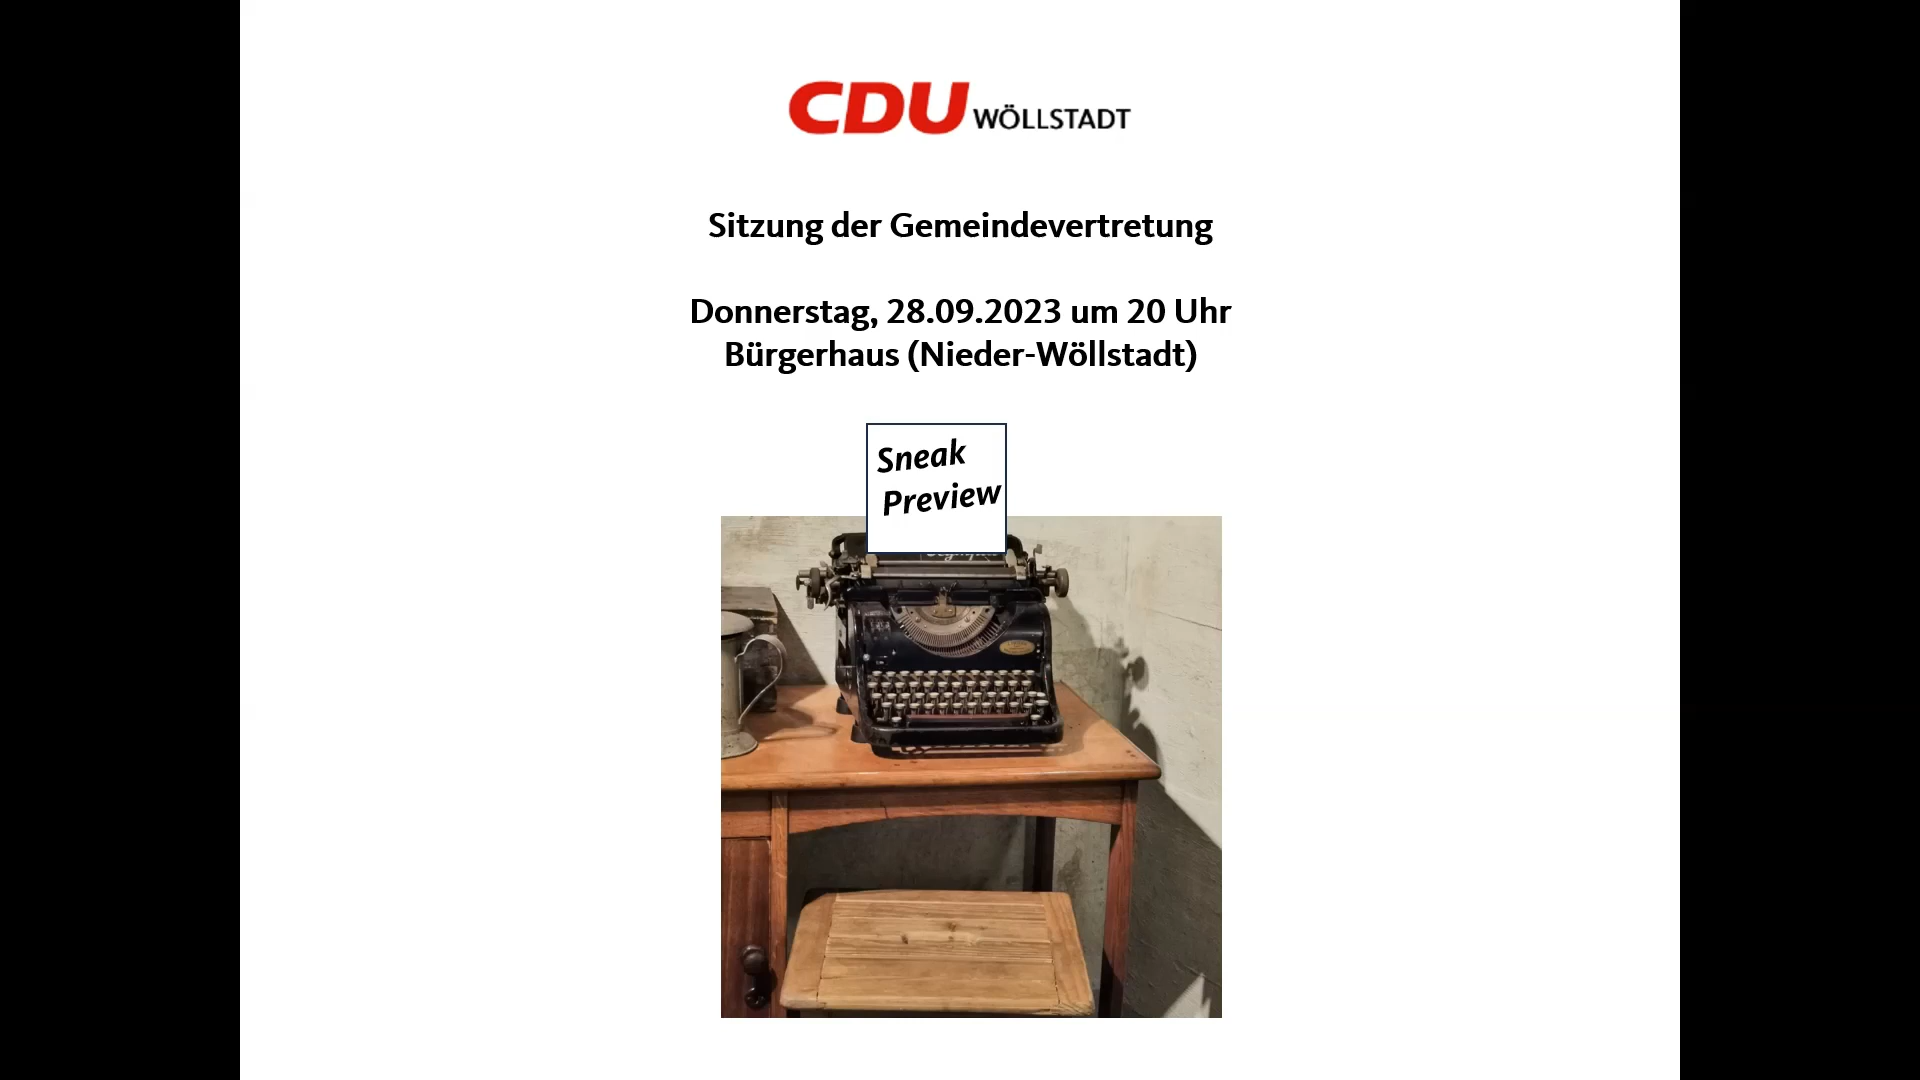 CDU WÖLLSTADT
Sitzung der Gemeindevertretung
Donnerstag, 28.09.2023 um 20 Uhr
Bürgerhaus (Nieder-Wöllstadt)
Sneak
Preview